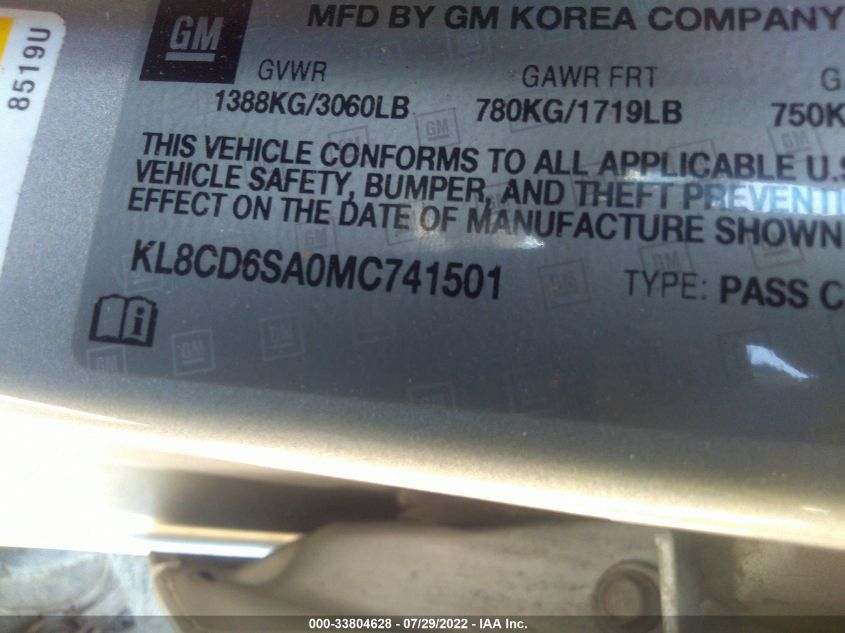 8519U
GM
MFD BY GM KOREA COMPANY
GVWR
1388KG/3060LB
GAWR FRT
780KG/1719LB
750K
THIS VEHICLE CONFORMS TO ALL APPLICABLE U.S
VEHICLE SAFETY, BUMPER, AND THEFT PREVENTI
EFFECT ON THE DATE OF MANUFACTURE SHOWN
KL8CD6SA0MC741501
TYPE: PASS C
000-33804628 - 07/29/2022 - IAA Inc.